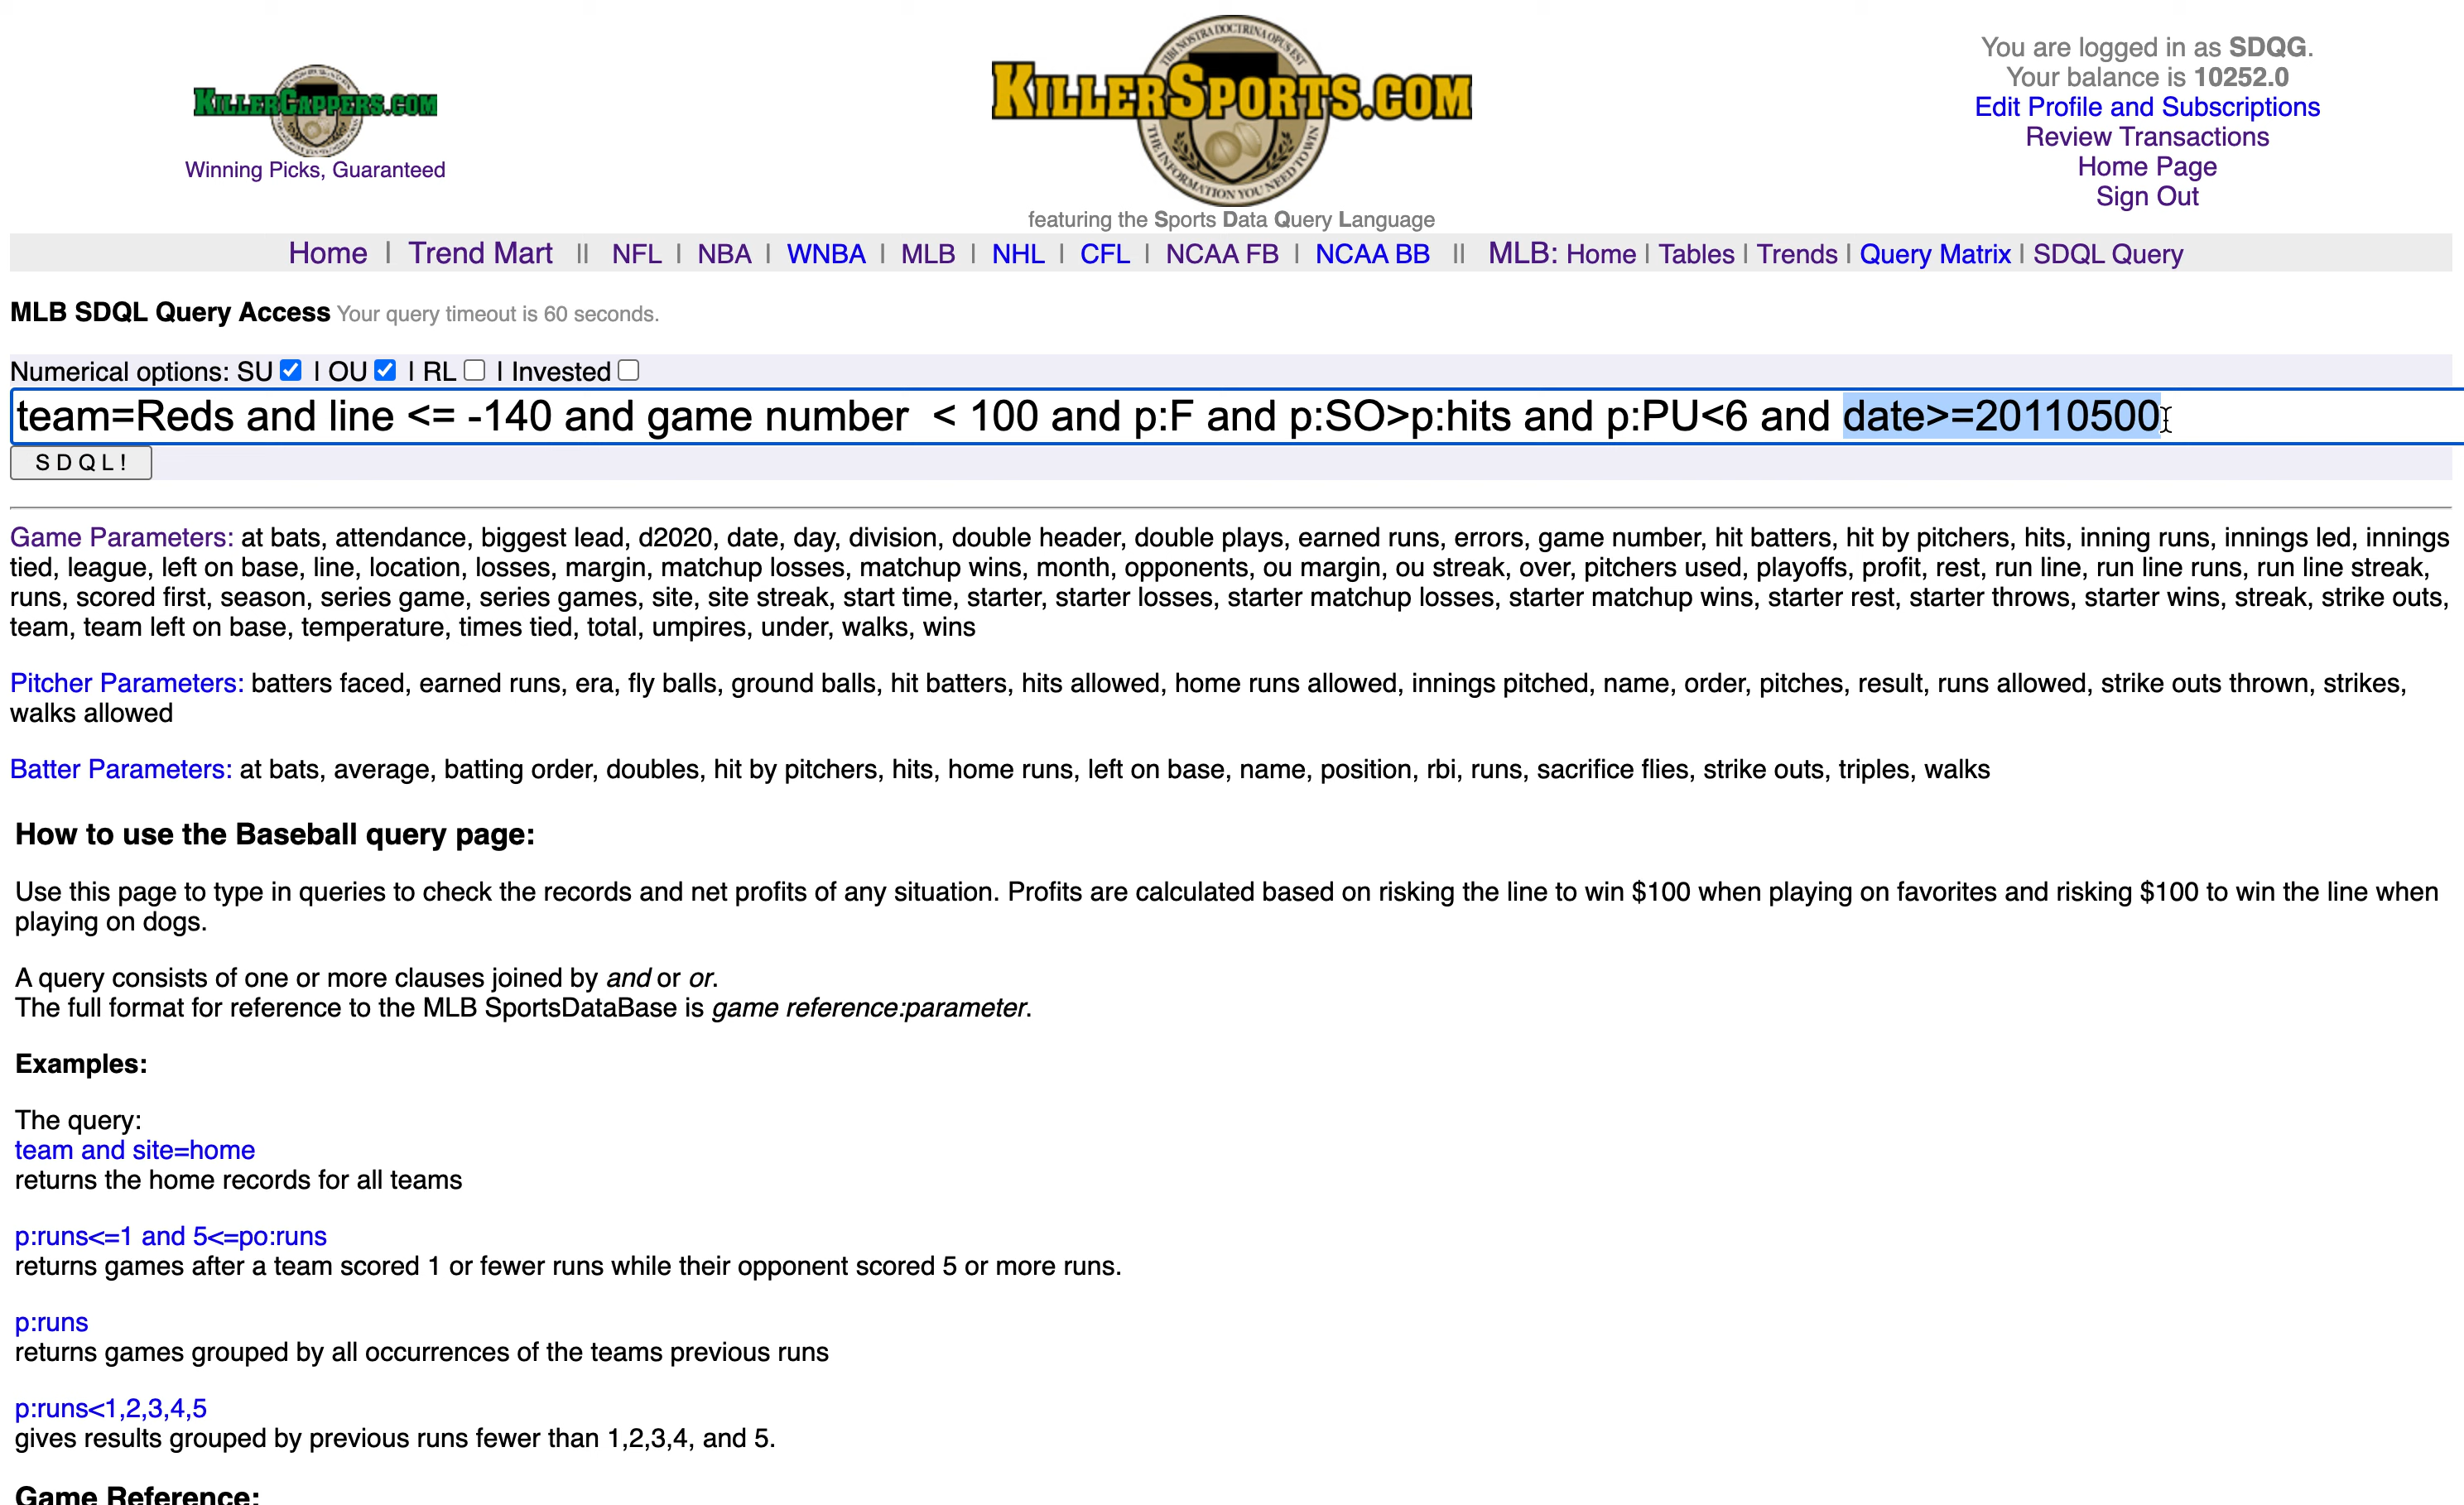 KILLERCAPPERS.COM
Winning Picks, Guaranteed
TIBI NOSTRA DOCTRINA OPUS EST
KILLERSPORTS.COM
THE INFORMATION YOU NEED TO WIN
featuring the Sports Data Query Language
You are logged in as SDQG.
Your balance is 10252.0
Edit Profile and Subscriptions
Review Transactions
Home Page
Sign Out
Home | Trend Mart || NFL | NBA | WNBA | MLB | NHL | CFL | NCAA FB | NCAA BB || MLB: Home | Tables | Trends | Query Matrix | SDQL Query
MLB SDQL Query Access Your query timeout is 60 seconds.
Numerical options: SU | OU | RL | Invested
team=Reds and line <= -140 and game number  < 100 and p:F and p:SO>p:hits and p:PU<6 and date>=20110500
S D Q L !
Game Parameters: at bats, attendance, biggest lead, d2020, date, day, division, double header, double plays, earned runs, errors, game number, hit batters, hit by pitchers, hits, inning runs, innings led, innings
tied, league, left on base, line, location, losses, margin, matchup losses, matchup wins, month, opponents, ou margin, ou streak, over, pitchers used, playoffs, profit, rest, run line, run line runs, run line streak,
runs, scored first, season, series game, series games, site, site streak, start time, starter, starter losses, starter matchup losses, starter matchup wins, starter rest, starter throws, starter wins, streak, strike outs,
team, team left on base, temperature, times tied, total, umpires, under, walks, wins
Pitcher Parameters: batters faced, earned runs, era, fly balls, ground balls, hit batters, hits allowed, home runs allowed, innings pitched, name, order, pitches, result, runs allowed, strike outs thrown, strikes,
walks allowed
Batter Parameters: at bats, average, batting order, doubles, hit by pitchers, hits, home runs, left on base, name, position, rbi, runs, sacrifice flies, strike outs, triples, walks
How to use the Baseball query page:
Use this page to type in queries to check the records and net profits of any situation. Profits are calculated based on risking the line to win $100 when playing on favorites and risking $100 to win the line when
playing on dogs.
A query consists of one or more clauses joined by and or or.
The full format for reference to the MLB SportsDataBase is game reference:parameter.
Examples:
The query:
team and site=home
returns the home records for all teams
p:runs<=1 and 5<=po:runs
returns games after a team scored 1 or fewer runs while their opponent scored 5 or more runs.
p:runs
returns games grouped by all occurrences of the teams previous runs
p:runs<1,2,3,4,5
gives results grouped by previous runs fewer than 1,2,3,4, and 5.
Game Reference: